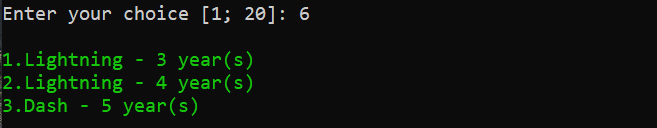 Enter your choice [1; 20]: 6
1.Lightning - 3 year(s)
2.Lightning - 4 year(s)
3.Dash - 5 year(s)